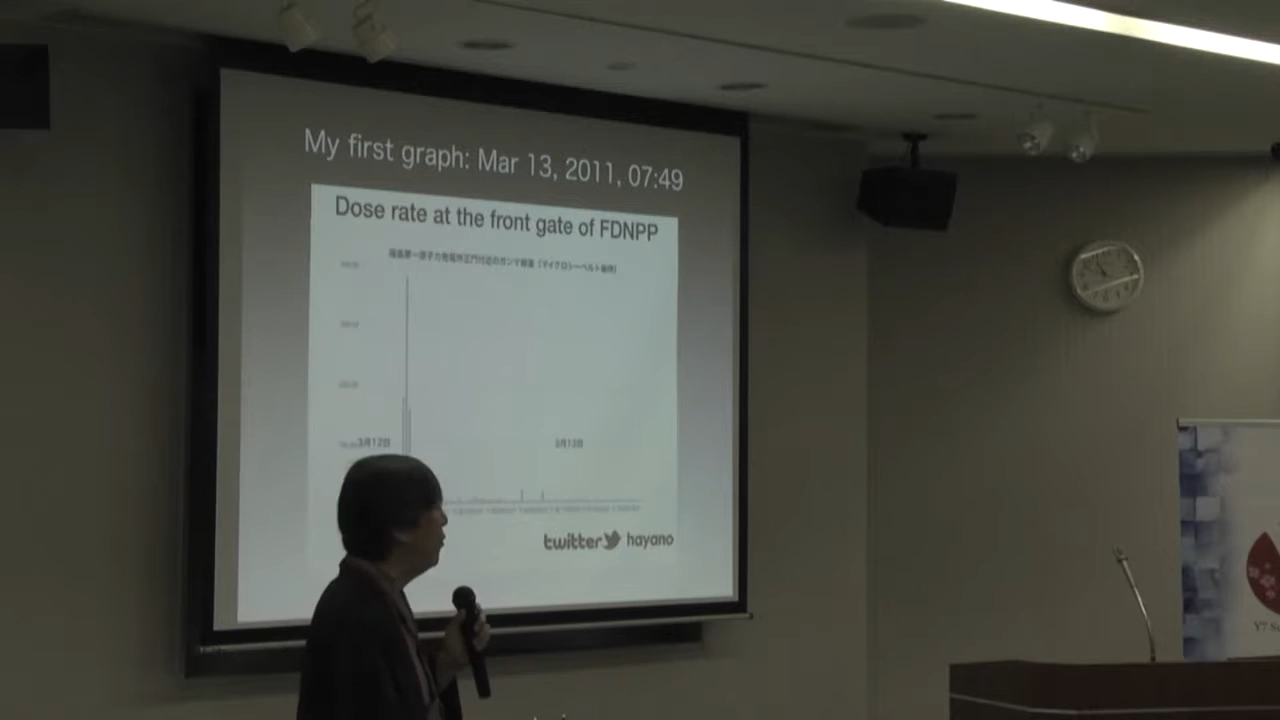 My first graph: Mar 13, 2011, 07:49
Dose rate at the front gate of FDNPP
福島第一原子力発電所正門付近のガンマ線量（マイクロシーベルト毎時）
3月12日
3月13日
twitter hayano
Y7